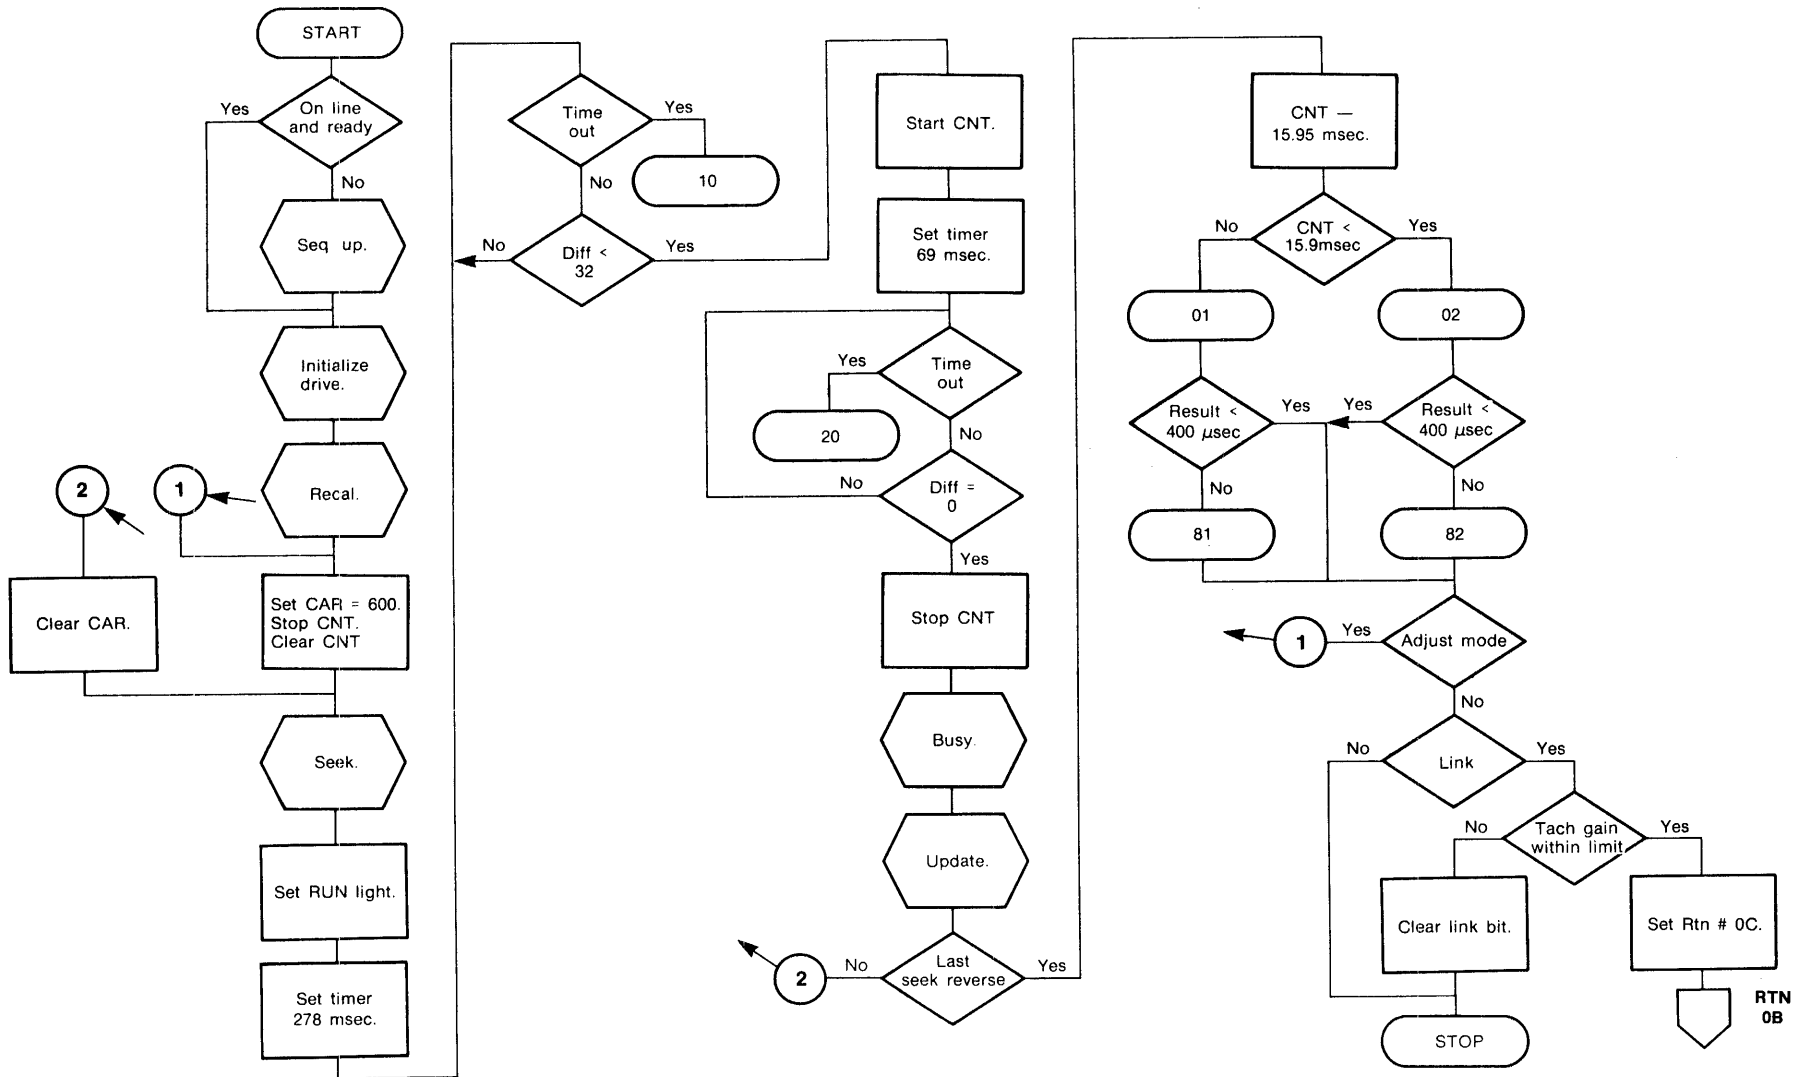 START
Yes
On line
and ready
No
Seq up.
Initialize
drive.
2
1
Recal.
Clear CAR.
Set CAR = 600.
Stop CNT.
Clear CNT
Seek.
Set RUN light.
Set timer
278 msec.
Time
out
Yes
10
No
No
Diff <
32
Yes
Start CNT.
Set timer
69 msec.
Yes
Time
out
20
No
No
Diff =
0
Yes
Stop CNT
Busy.
Update.
2
No
Last
seek reverse
Yes
CNT —
15.95 msec.
No
CNT <
15.9msec
Yes
01
02
Result <
400 μsec
Yes
Yes
Result <
400 μsec
No
No
81
82
1
Yes
Adjust mode
No
No
Link
Yes
No
Tach gain
within limit
Yes
Clear link bit.
Set Rtn # 0C.
RTN
0B
STOP